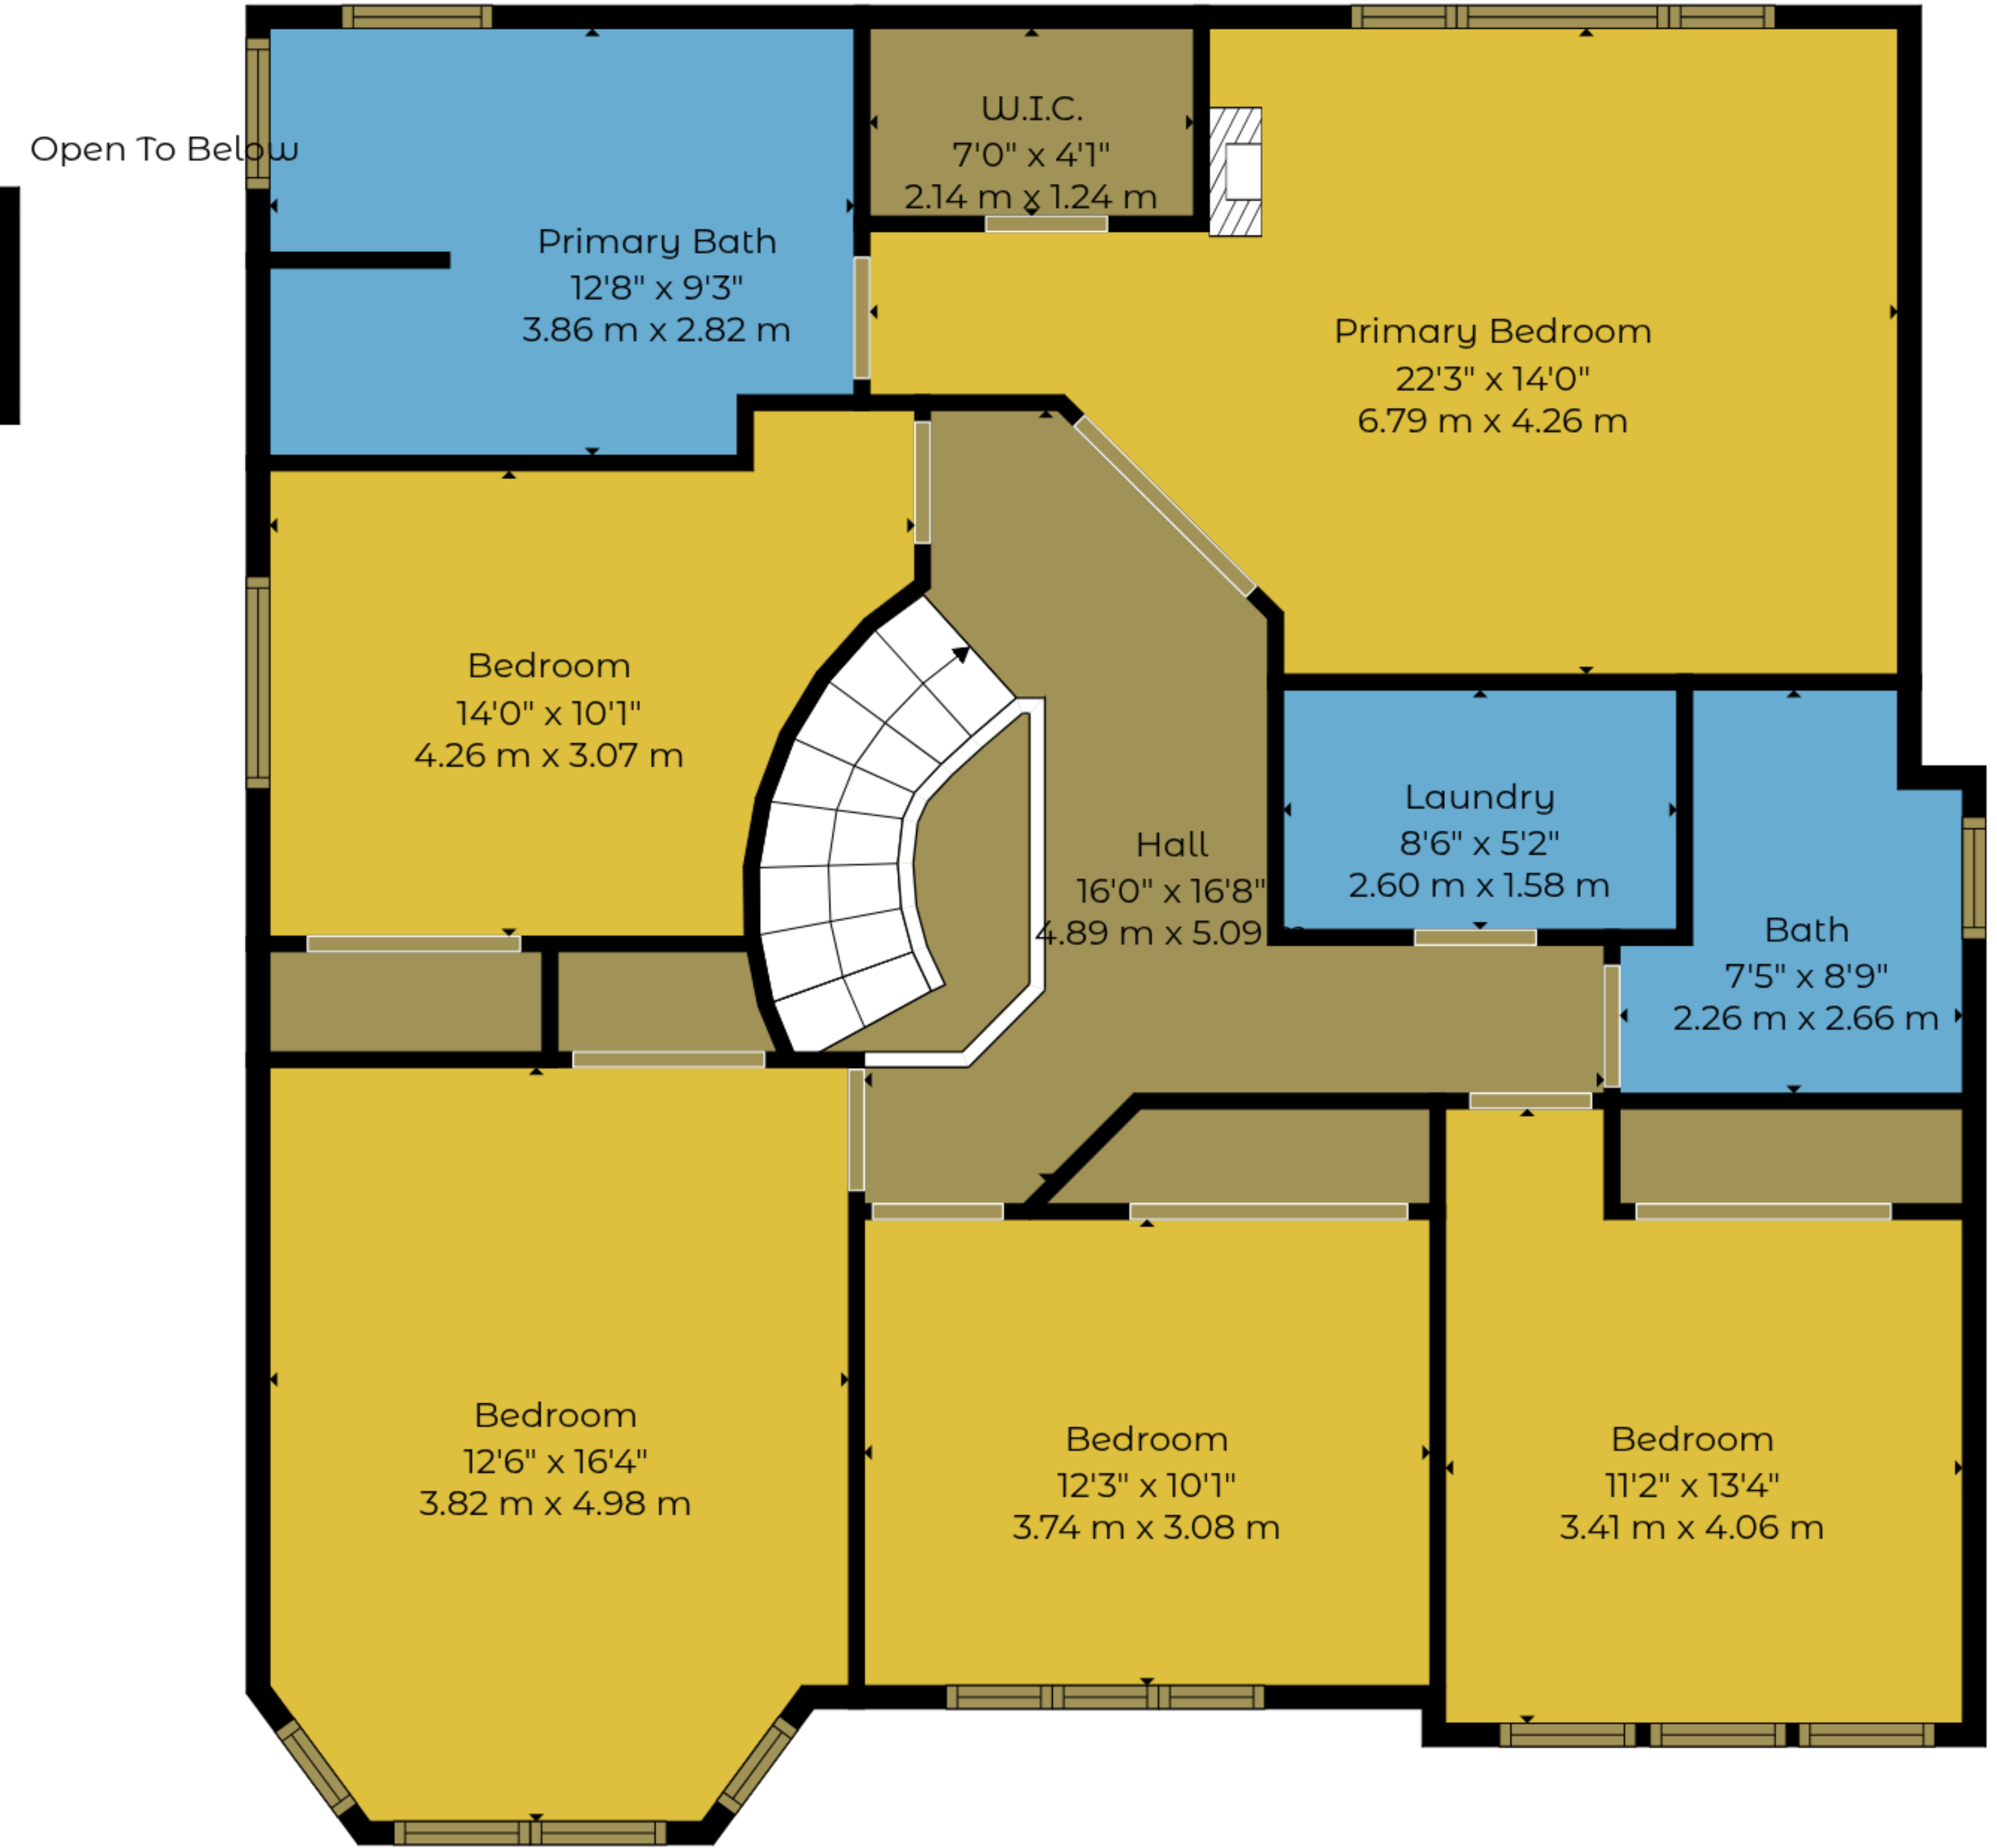 Open To Below
W.I.C.
7'0" x 4'1"
2.14 m x 1.24 m
Primary Bath
12'8" x 9'3"
3.86 m x 2.82 m
Primary Bedroom
22'3" x 14'0"
6.79 m x 4.26 m
Bedroom
14'0" x 10'1"
4.26 m x 3.07 m
Hall
16'0" x 16'8"
4.89 m x 5.09 m
Laundry
8'6" x 5'2"
2.60 m x 1.58 m
Bath
7'5" x 8'9"
2.26 m x 2.66 m
Bedroom
12'6" x 16'4"
3.82 m x 4.98 m
Bedroom
12'3" x 10'1"
3.74 m x 3.08 m
Bedroom
11'2" x 13'4"
3.41 m x 4.06 m